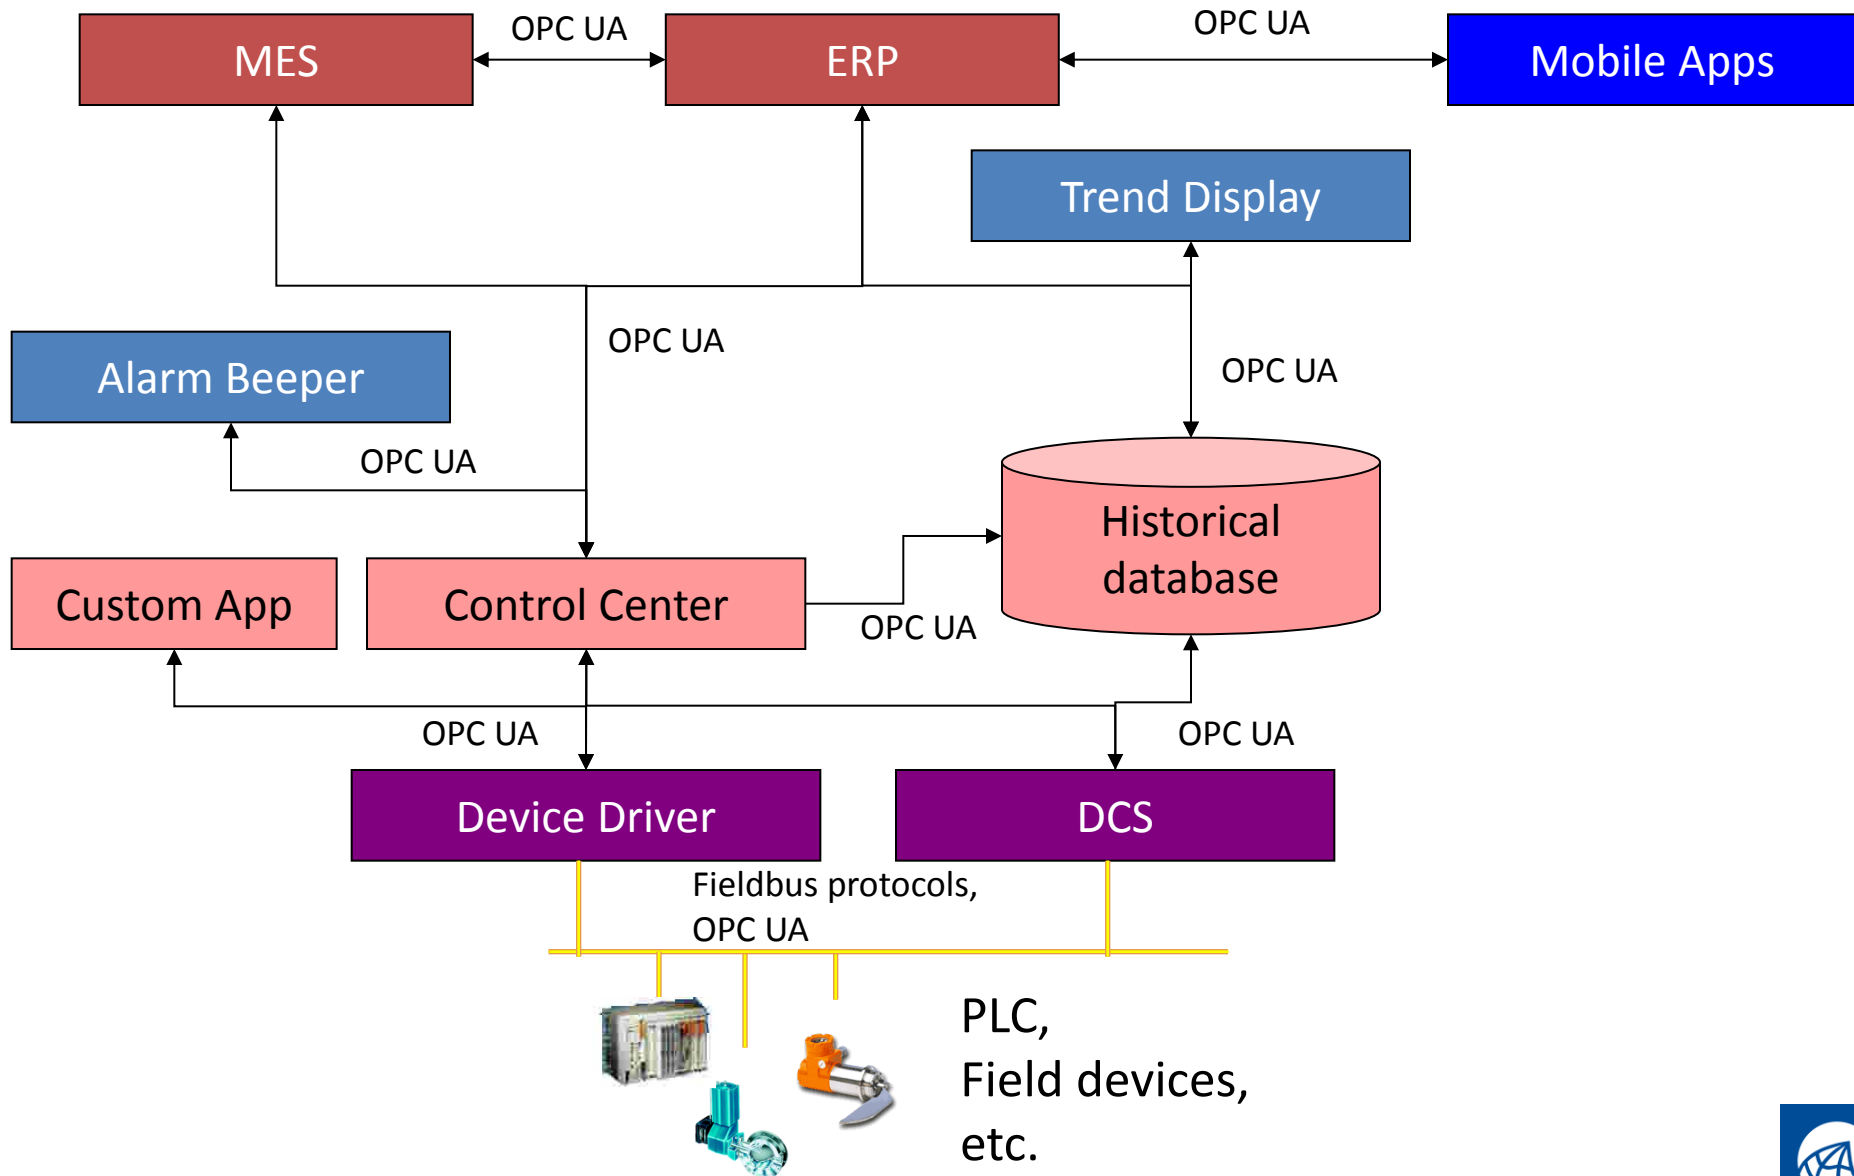 OPC UA
OPC UA
MES
ERP
Mobile Apps
Trend Display
OPC UA
OPC UA
Alarm Beeper
OPC UA
Historical
database
Custom App
Control Center
OPC UA
OPC UA
OPC UA
Device Driver
DCS
Fieldbus protocols,
OPC UA
PLC,
Field devices,
etc.